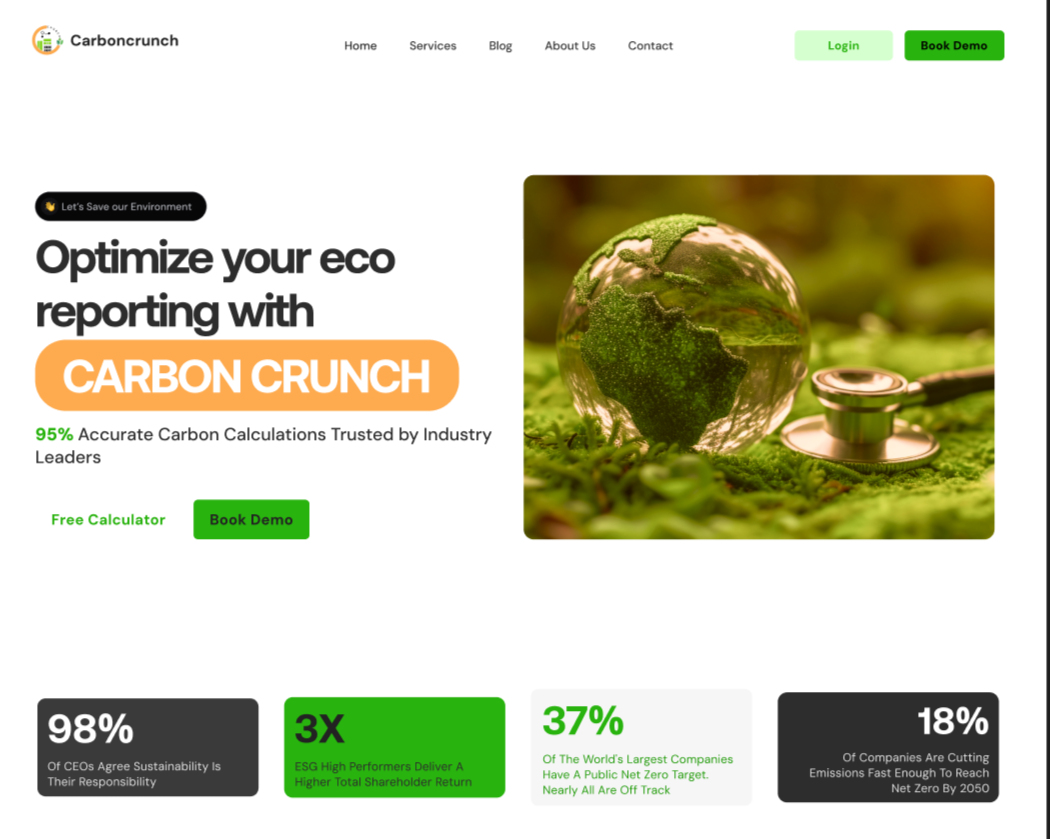 Carboncrunch
Home
Services
Blog
About Us
Contact
Login
Book Demo
Let's Save our Environment
Optimize your eco
reporting with
CARBON CRUNCH
95% Accurate Carbon Calculations Trusted by Industry
Leaders
Free Calculator
Book Demo
98%
Of CEOs Agree Sustainability Is
Their Responsibility
3X
ESG High Performers Deliver A
Higher Total Shareholder Return
37%
Of The World's Largest Companies
Have A Public Net Zero Target.
Nearly All Are Off Track
18%
Of Companies Are Cutting
Emissions Fast Enough To Reach
Net Zero By 2050